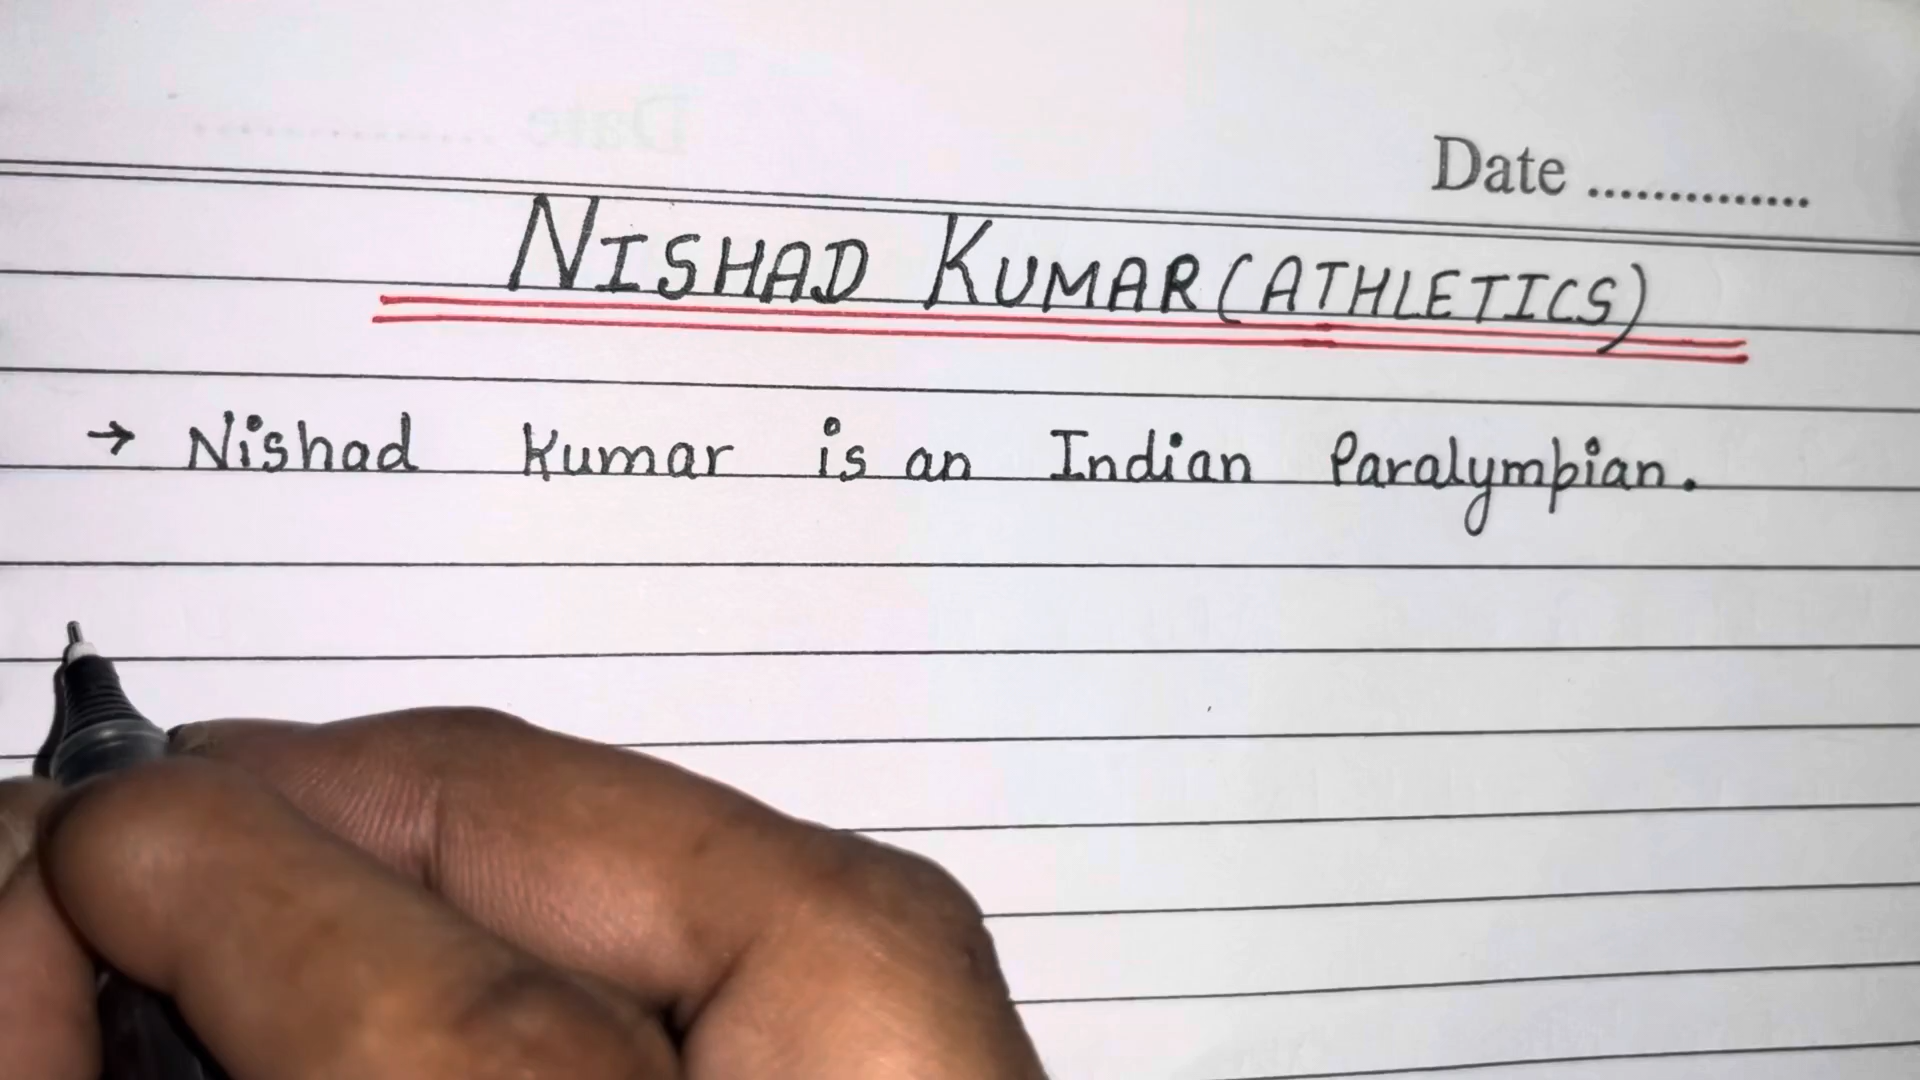 Date ..............
NISHAD KUMAR (ATHLETICS)
→ Nishad Kumar is an Indian Paralympian.